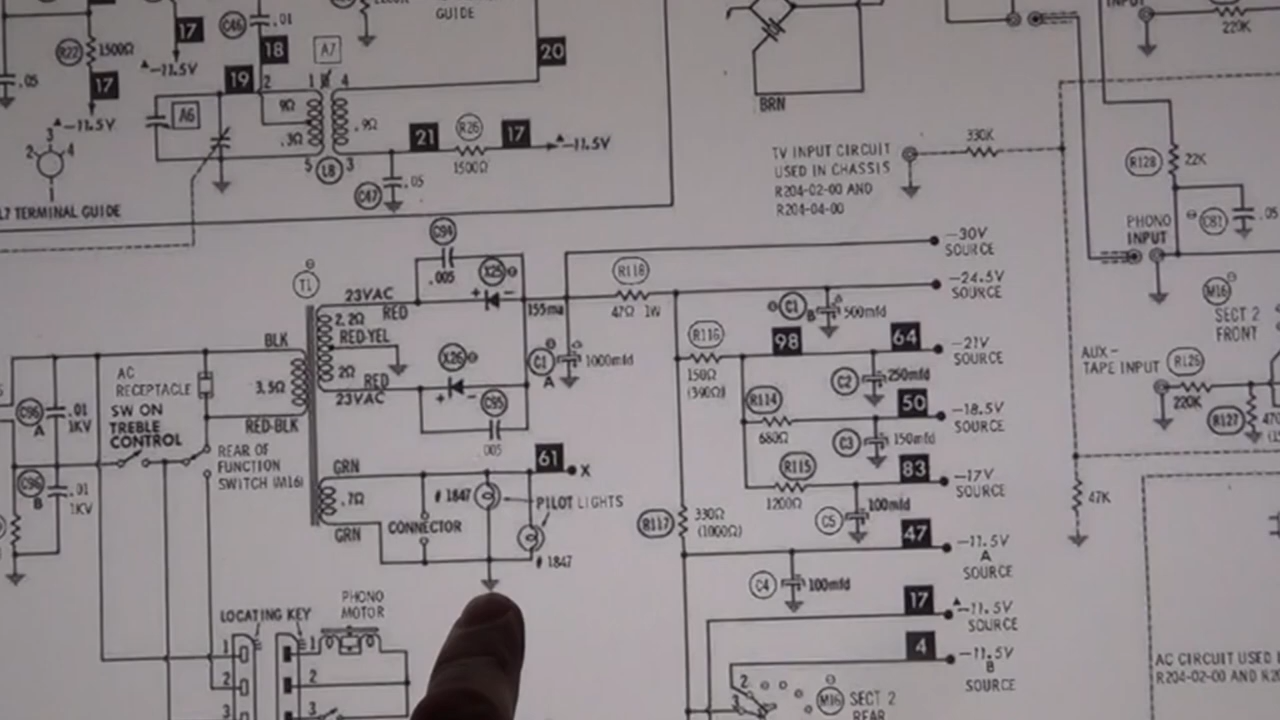 GUIDE
17
C46
.01
20
INPUT
220K
R22
1500Ω
18
A7
-11.5V
17
19
2
1
4
.05
A6
9Ω
.3Ω
.9Ω
BRN
-11.5V
3
2
4
21
R26
17
-11.5V
1500Ω
5
L8
3
C47
.05
L7 TERMINAL GUIDE
TV INPUT CIRCUIT
USED IN CHASSIS
R204-02-00 AND
R204-04-00
330K
R128
22K
PHONO
INPUT
C81
.05
C94
.005
T1
23VAC
RED
X25
+
-
155ma
R118
47Ω 1W
-30V
SOURCE
-24.5V
SOURCE
2.2Ω
RED-YEL
2Ω
RED
23VAC
X26
+
-
C95
.005
C1
A
1000mfd
C1
B
500mfd
M16
SECT 2
FRONT
BLK
3.5Ω
RED-BLK
AC
RECEPTACLE
SW ON
TREBLE
CONTROL
REAR OF
FUNCTION
SWITCH (M16)
C96
A
.01
1KV
C96
B
.01
1KV
R116
150Ω
(390Ω)
98
64
-21V
SOURCE
C2
250mfd
R114
680Ω
50
-18.5V
SOURCE
C3
150mfd
R115
1200Ω
83
-17V
SOURCE
C5
100mfd
AUX-
TAPE INPUT
R126
220K
R127
47K
GRN
.7Ω
GRN
61
X
# 1847
PILOT LIGHTS
CONNECTOR
# 1847
R117
330Ω
(1000Ω)
47
-11.5V
A
SOURCE
C4
100mfd
17
-11.5V
SOURCE
4
-11.5V
B
SOURCE
LOCATING KEY
PHONO
MOTOR
1
2
3
1
2
3
2
3
M16
SECT 2
REAR
AC CIRCUIT USED
R204-02-00 AND